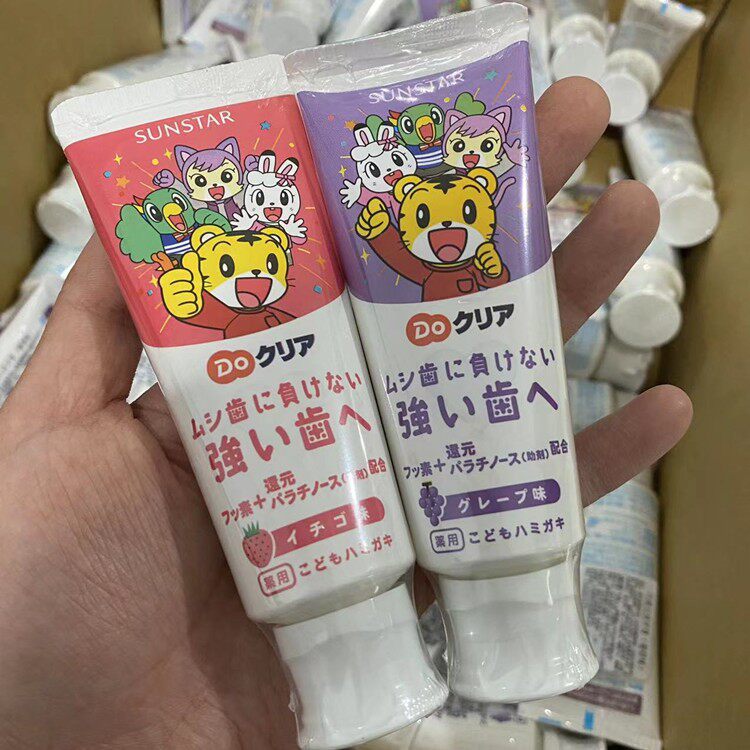 SUNSTAR
Do クリア
ムシ歯に負けない
強い歯へ
フッ素+還元パラチノース(助剤)配合
イチゴ味
薬用 こどもハミガキ
SUNSTAR
Do クリア
ムシ歯に負けない
強い歯へ
フッ素+還元パラチノース(助剤)配合
グレープ味
薬用 こどもハミガキ